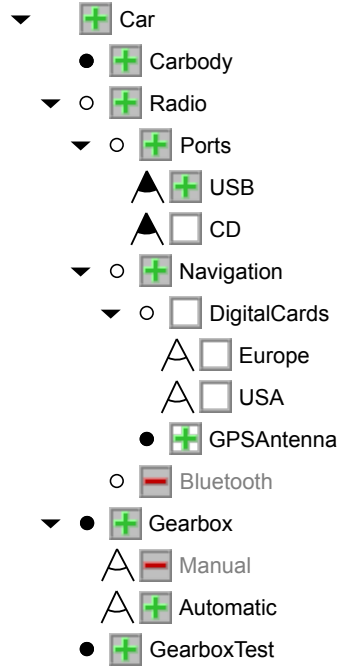 Car
Carbody
Radio
Ports
USB
CD
Navigation
DigitalCards
Europe
USA
GPSAntenna
Bluetooth
Gearbox
Manual
Automatic
GearboxTest